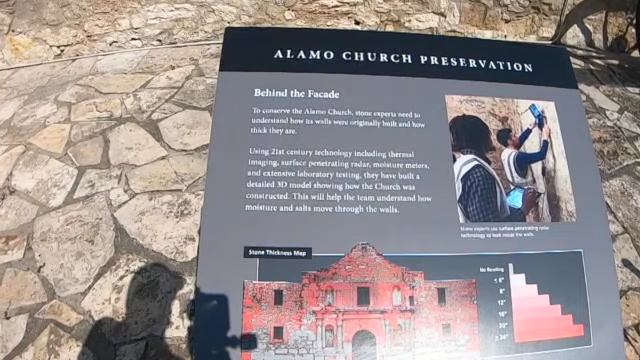 ALAMO CHURCH PRESERVATION
Behind the Facade
To conserve the Alamo Church, stone experts need to
understand how its walls were originally built and how
thick they are.
Using 21st century technology including thermal
imaging, surface penetrating radar, moisture meters,
and extensive laboratory testing, they have built a
detailed 3D model showing how the Church was
constructed. This will help the team understand how
moisture and salts move through the walls.
Stone experts use surface penetrating radar
technology to look inside the walls.
Stone Thickness Map
No Reading
≤ 6"
8"
12"
16"
20"
≥ 24"